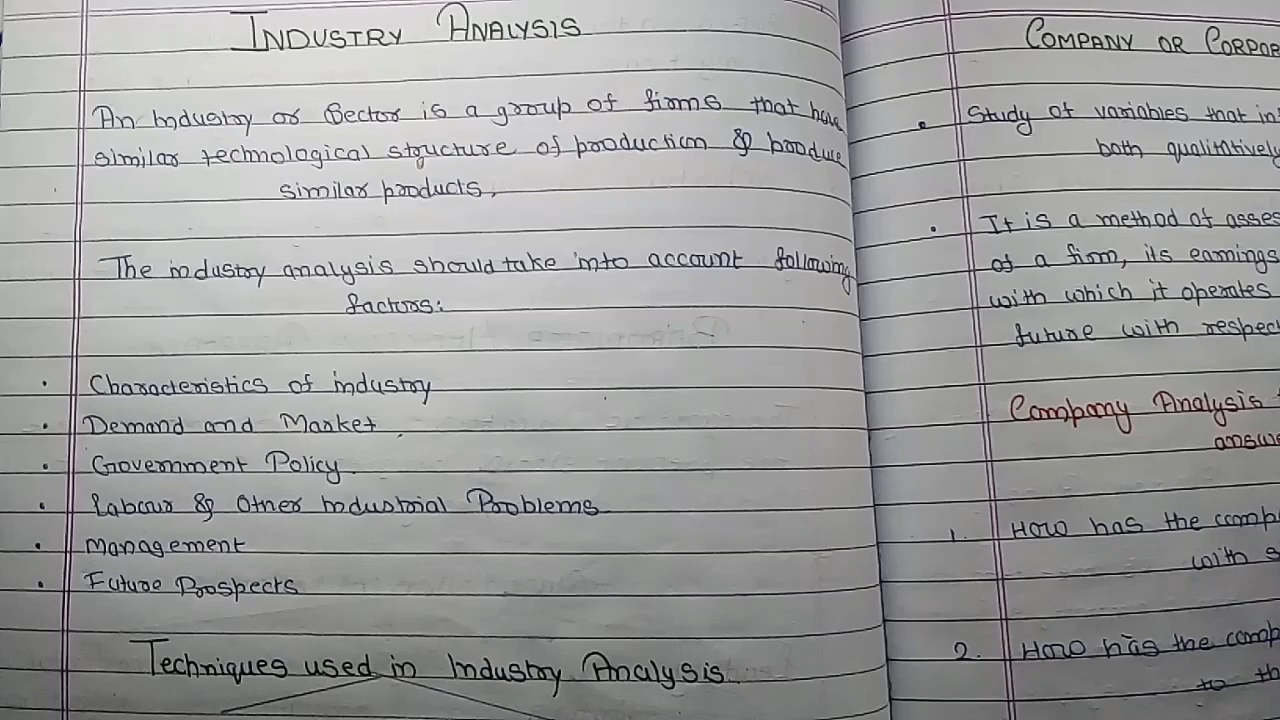 INDUSTRY ANALYSIS
An Industry or Sector is a group of firms that have
similar technological structure of production & produce
similar products,
The industry analysis should take into account following
factors:
• Characteristics of industry
• Demand and Market
• Government Policy
• Labour & Other Industrial Problems
• Management
• Future Prospects
Techniques used in Industry Analysis
COMPANY OR CORPOR
• Study of variables that in
both qualitatively
• It is a method of asses
of a firm, its earnings
with which it operates
future with respec
Company Analysis
answ
1. How has the comp
with s
2. How has the comp
to th